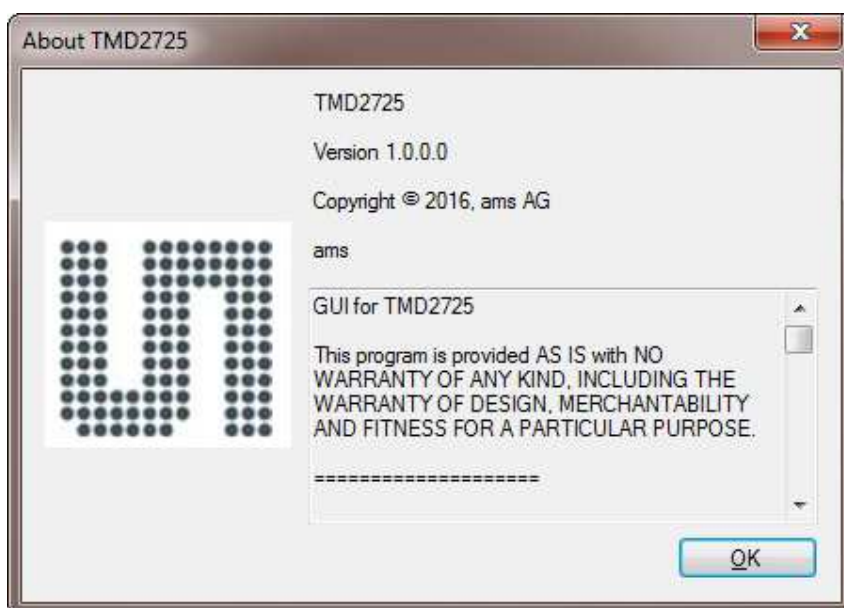 About TMD2725
TMD2725
Version 1.0.0.0
Copyright © 2016, ams AG
ams
GUI for TMD2725
This program is provided AS IS with NO
WARRANTY OF ANY KIND, INCLUDING THE
WARRANTY OF DESIGN, MERCHANTABILITY
AND FITNESS FOR A PARTICULAR PURPOSE.
====================
OK